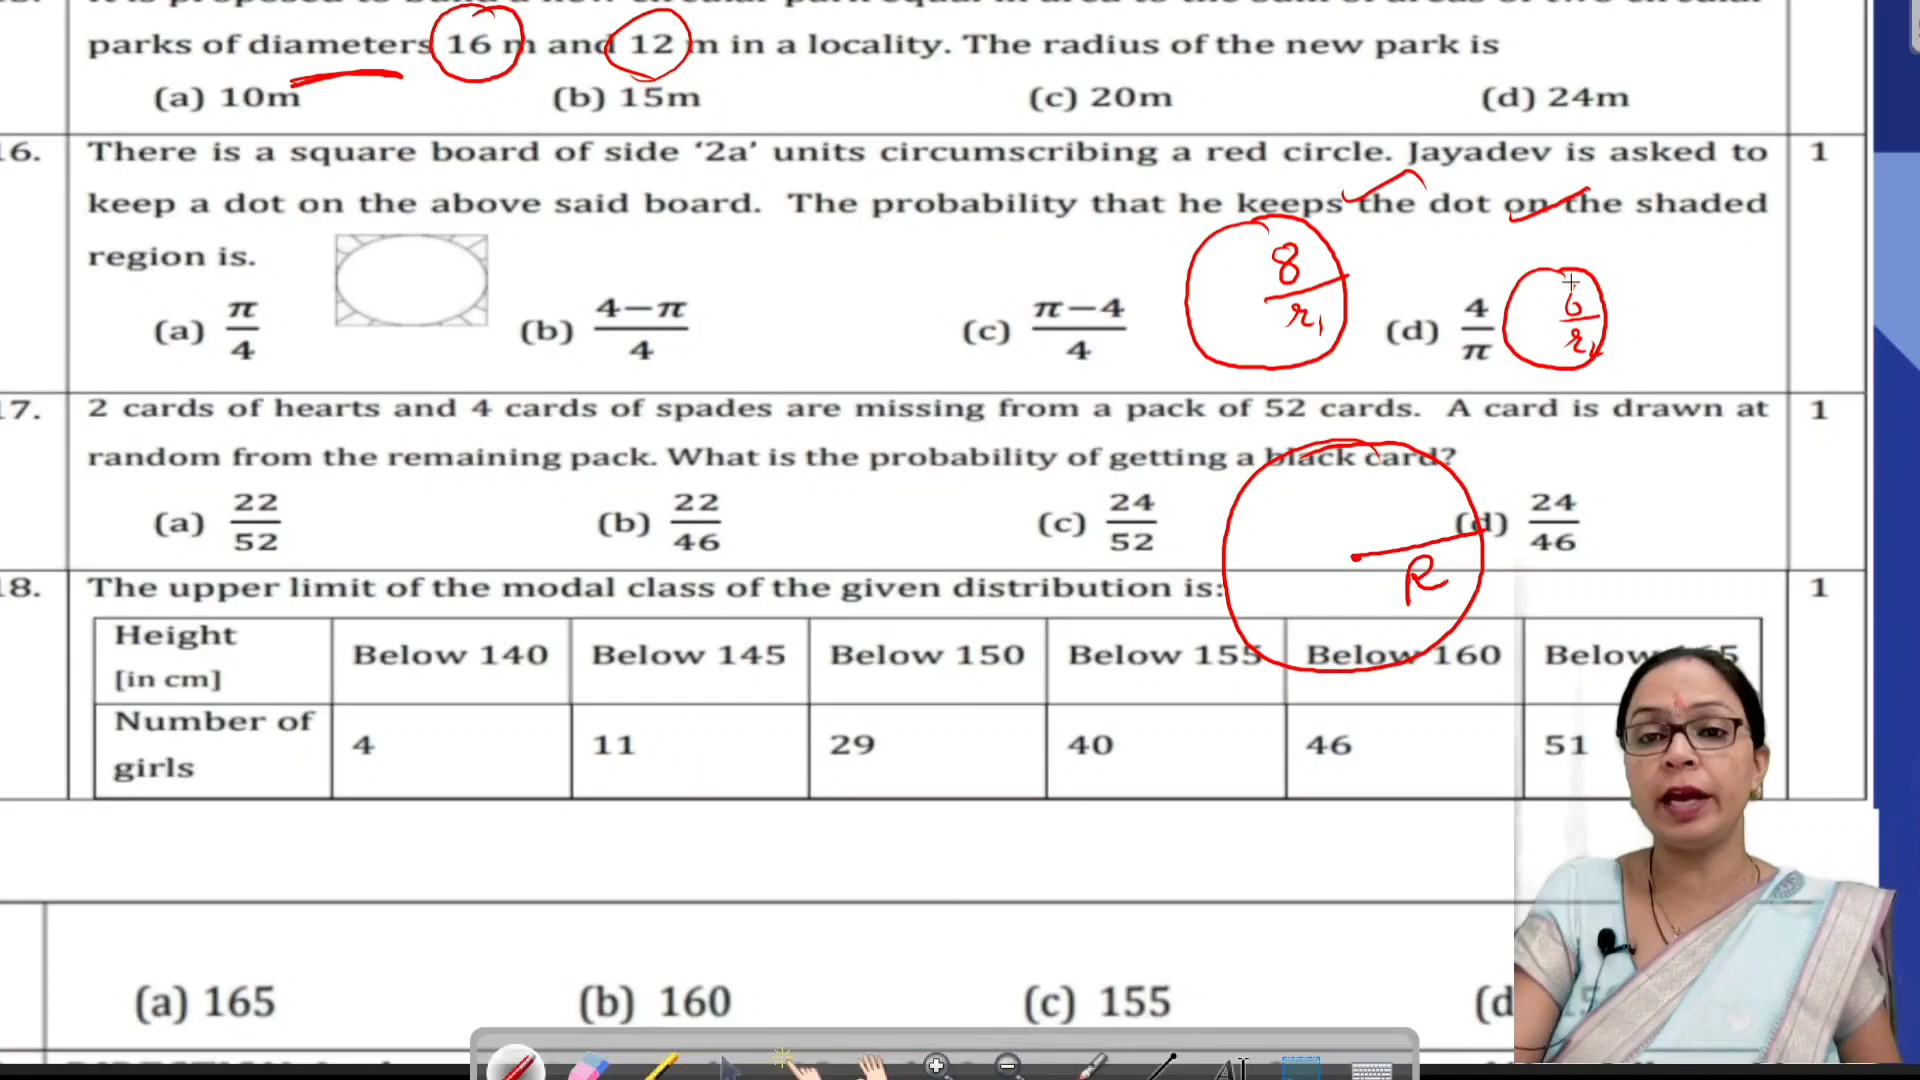 parks of diameters 16 m and 12 m in a locality. The radius of the new park is
(a) 10m (b) 15m (c) 20m (d) 24m
16. There is a square board of side ‘2a’ units circumscribing a red circle. Jayadev is asked to 1
keep a dot on the above said board. The probability that he keeps the dot on the shaded
region is.
(a) π/4 (b) 4−π/4 (c) π−4/4 (d) 4/π
8/r₁
6/r₂
17. 2 cards of hearts and 4 cards of spades are missing from a pack of 52 cards. A card is drawn at 1
random from the remaining pack. What is the probability of getting a black card?
(a) 22/52 (b) 22/46 (c) 24/52 (d) 24/46
R
18. The upper limit of the modal class of the given distribution is: 1
Height [in cm] Below 140 Below 145 Below 150 Below 155 Below 160 Below
Number of girls 4 11 29 40 46 51
(a) 165 (b) 160 (c) 155 (d